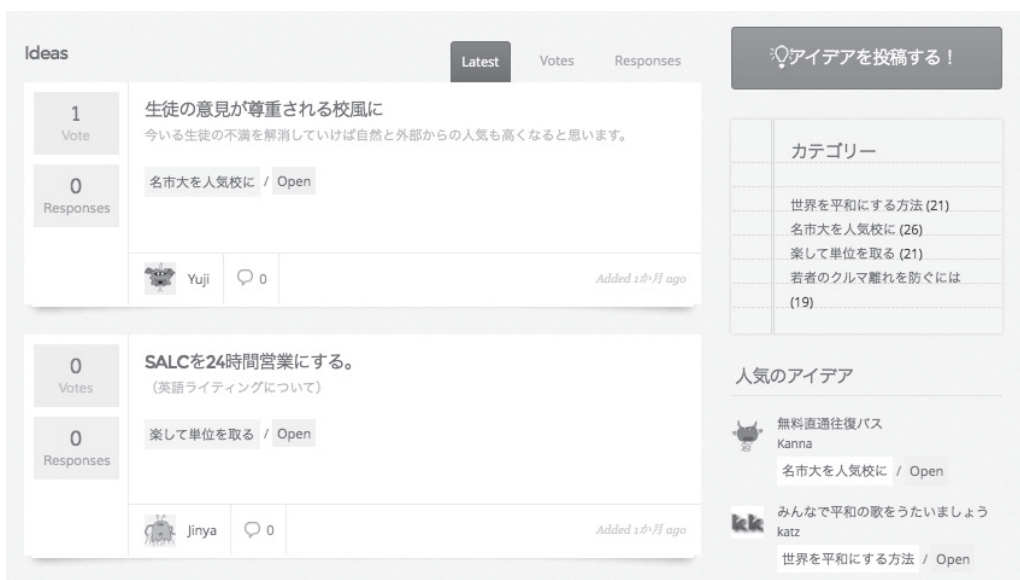 Ideas
Latest
Votes
Responses
1
Vote
0
Responses
生徒の意見が尊重される校風に
今いる生徒の不満を解消していけば自然と外部からの人気も高くなると思います。
名市大を人気校に / Open
Yuji
0
Added 1か月 ago
0
Votes
0
Responses
SALCを24時間営業にする。
（英語ライティングについて）
楽して単位を取る / Open
Jinya
0
Added 1か月 ago
アイデアを投稿する！
カテゴリー
世界を平和にする方法 (21)
名市大を人気校に (26)
楽して単位を取る (21)
若者のクルマ離れを防ぐには
(19)
人気のアイデア
無料直通往復バス
Kanna
名市大を人気校に / Open
kk
みんなで平和の歌をうたいましょう
katz
世界を平和にする方法 / Open